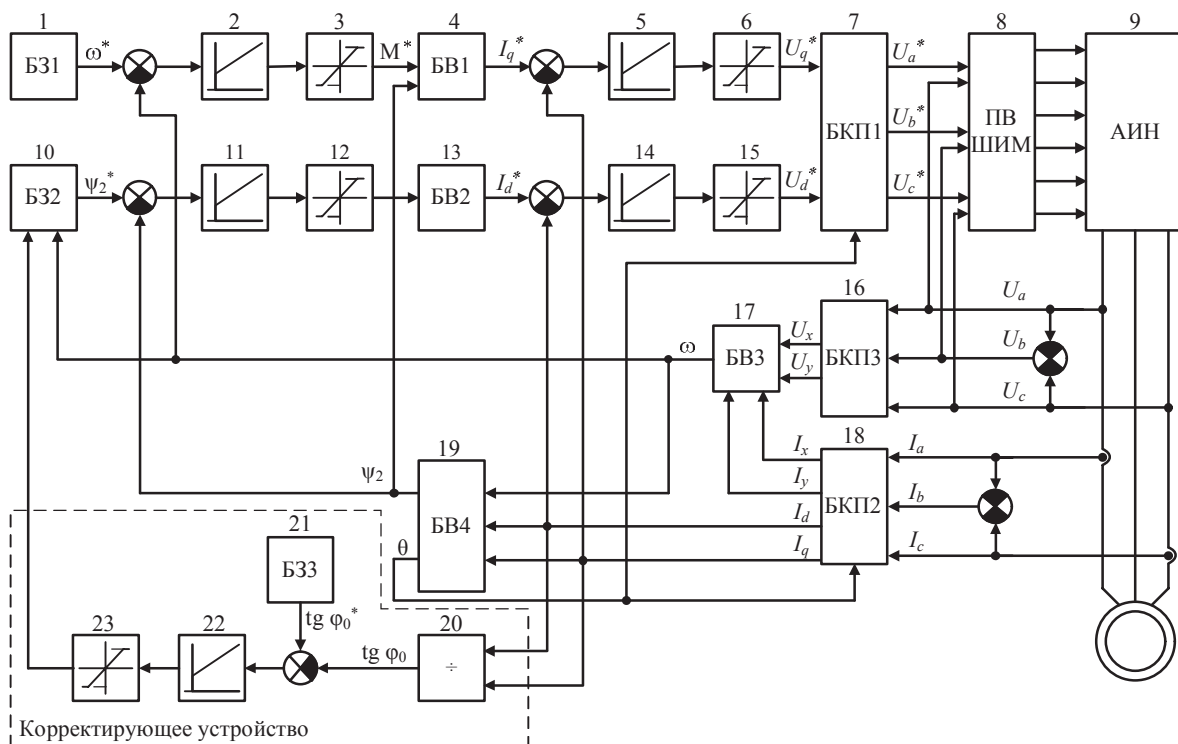 1 2 3 4 5 6 7 8 9
БЗ1 ω* M* БВ1 I_q* U_q* U_a*
БКП1 U_b* ПВ ШИМ АИН
10 11 12 13 14 15
БЗ2 ψ₂* БВ2 I_d* U_d* U_c*
16 U_a
17 U_x БКП3 U_b
ω БВ3 U_y U_c
18
19 I_x I_a
ψ₂ БВ4 I_y БКП2 I_b
I_d
θ I_q I_c
21
БЗ3
tg φ₀*
23 22 tg φ₀ 20
÷
Корректирующее устройство